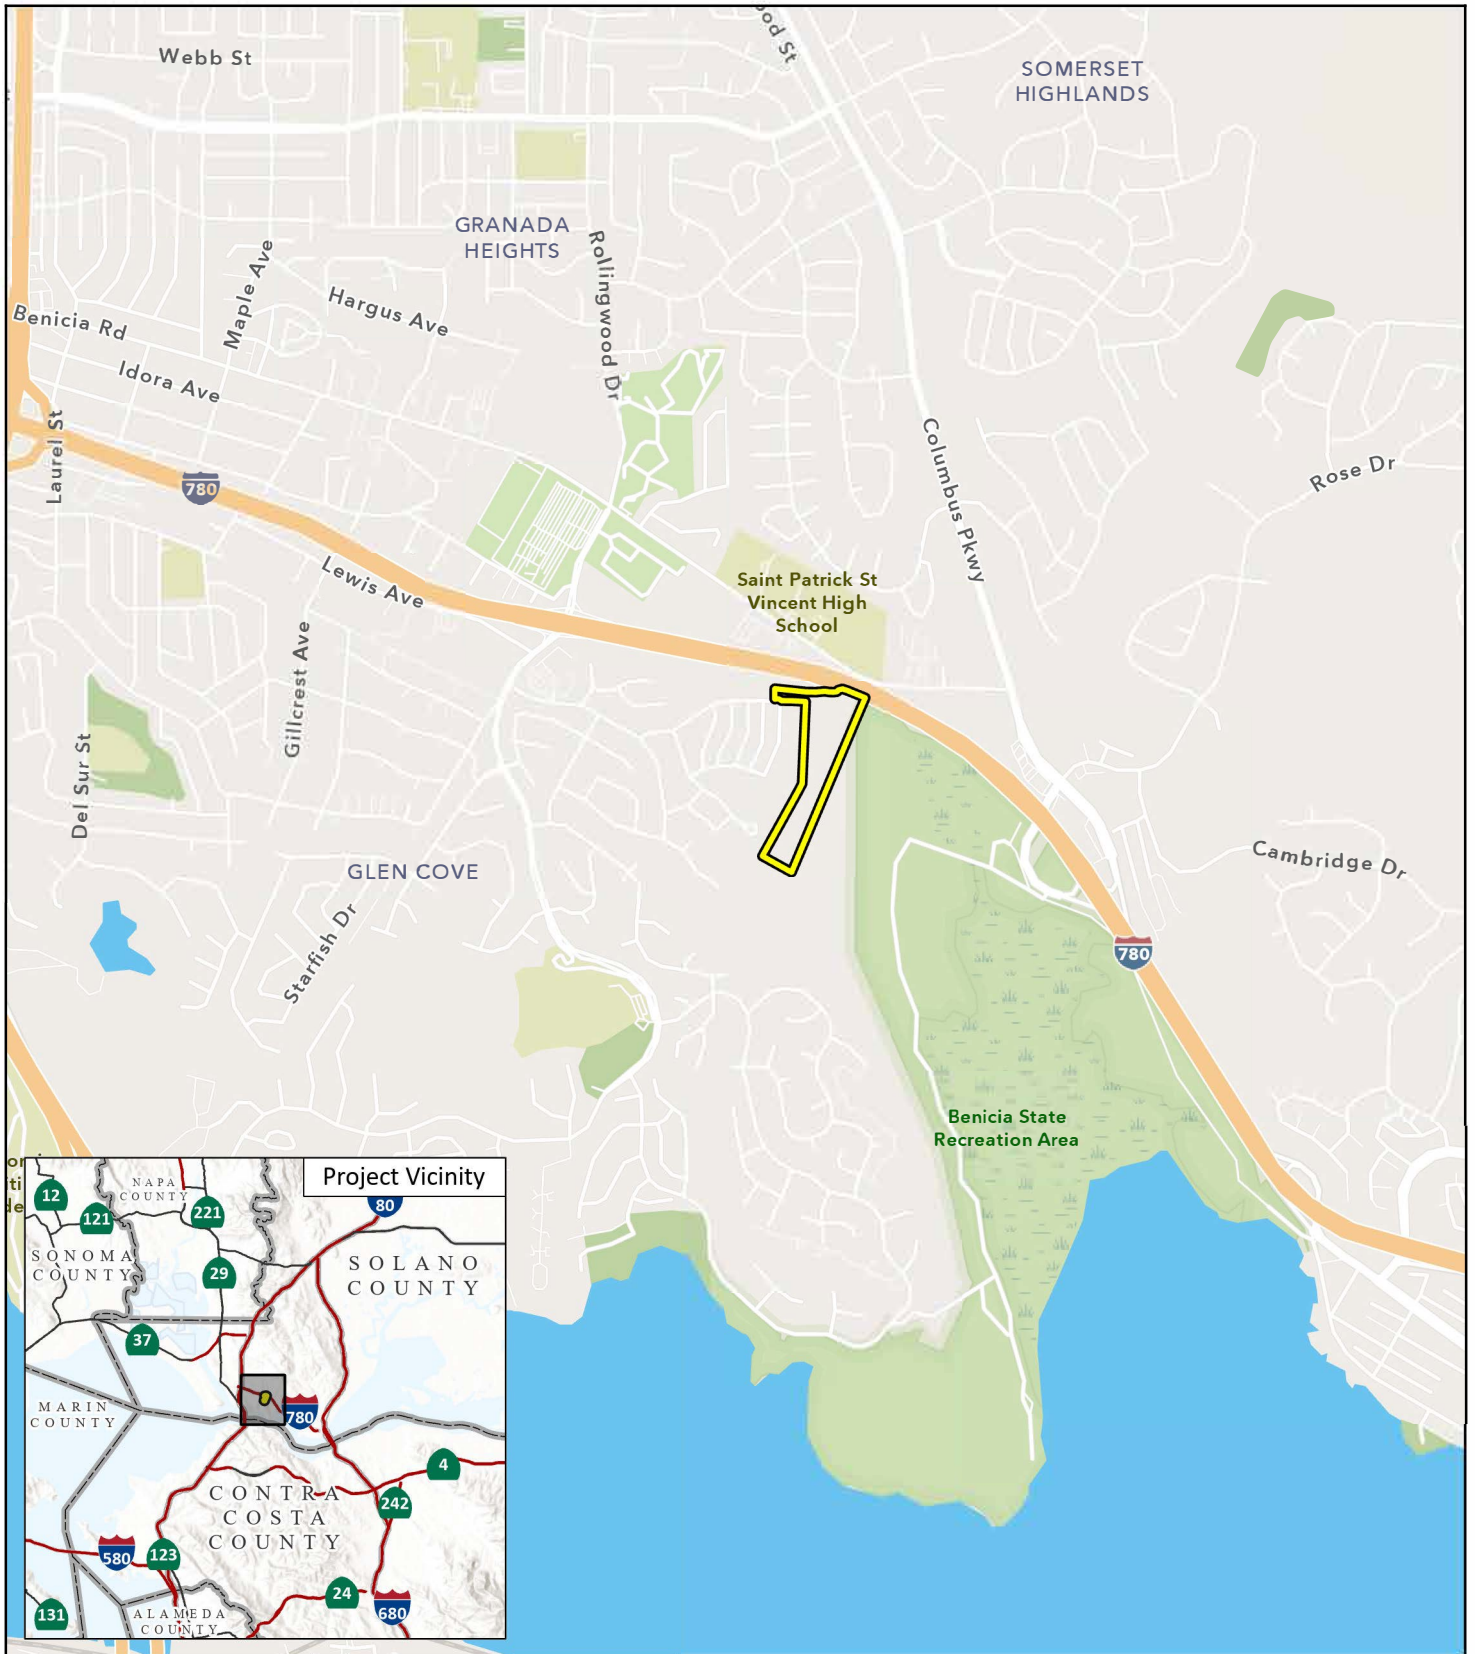 Webb St
SOMERSET
HIGHLANDS
GRANADA
HEIGHTS
Rollingwood Dr
Maple Ave
Hargus Ave
Benicia Rd
Idora Ave
Laurel St
780
Columbus Pkwy
Rose Dr
Lewis Ave
Saint Patrick St
Vincent High
School
Gillcrest Ave
Del Sur St
GLEN COVE
Starfish Dr
Cambridge Dr
780
Benicia State
Recreation Area
Project Vicinity
12
121
NAPA
COUNTY
221
80
SONOMA
COUNTY
29
SOLANO
COUNTY
37
MARIN
COUNTY
780
4
CONTRA
COSTA
COUNTY
242
580
123
24
680
131
ALAMEDA
COUNTY